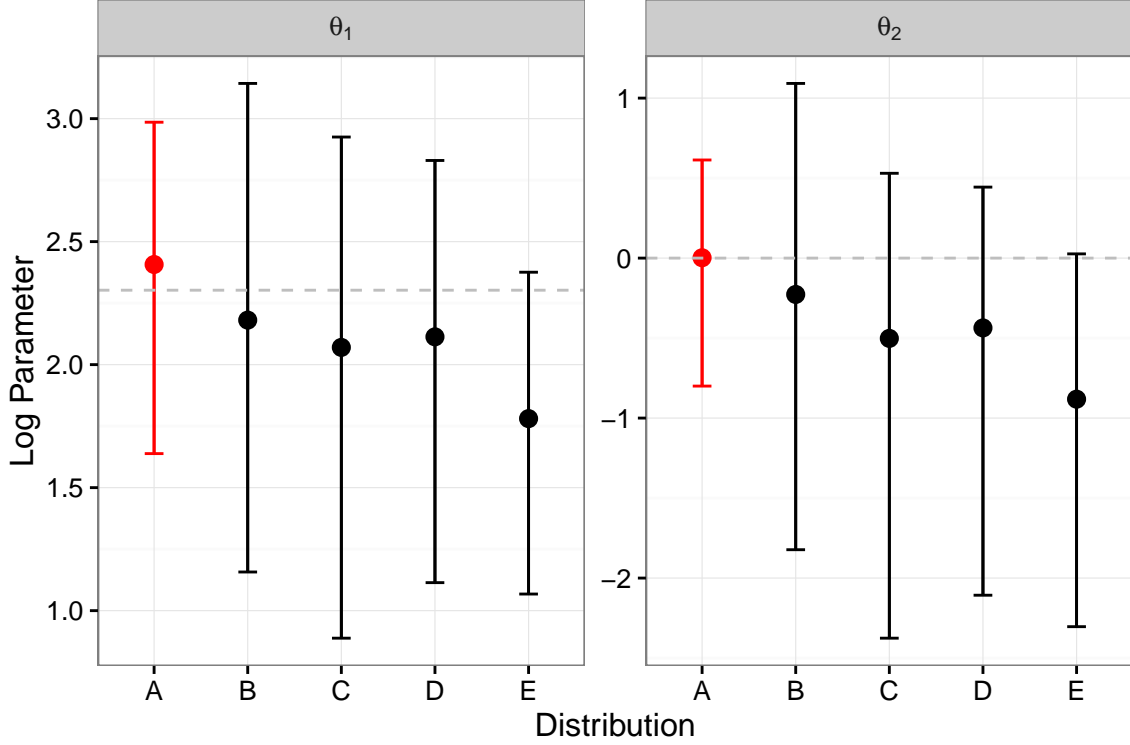 θ1
θ2
Log Parameter
3.0
2.5
2.0
1.5
1.0
1
0
−1
−2
A B C D E
A B C D E
Distribution